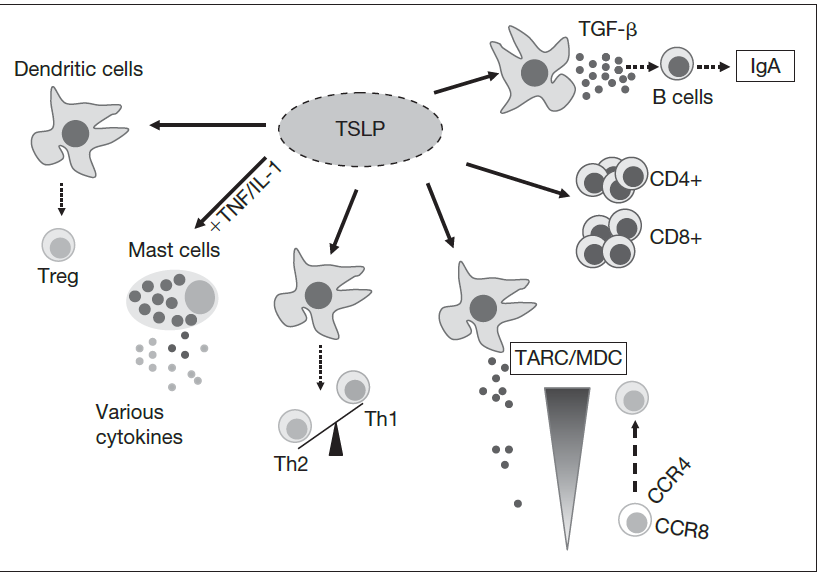 TGF-β
Dendritic cells
IgA
B cells
TSLP
+TNF/IL-1
CD4+
CD8+
Mast cells
Treg
TARC/MDC
Various
cytokines
Th1
Th2
CCR4
CCR8